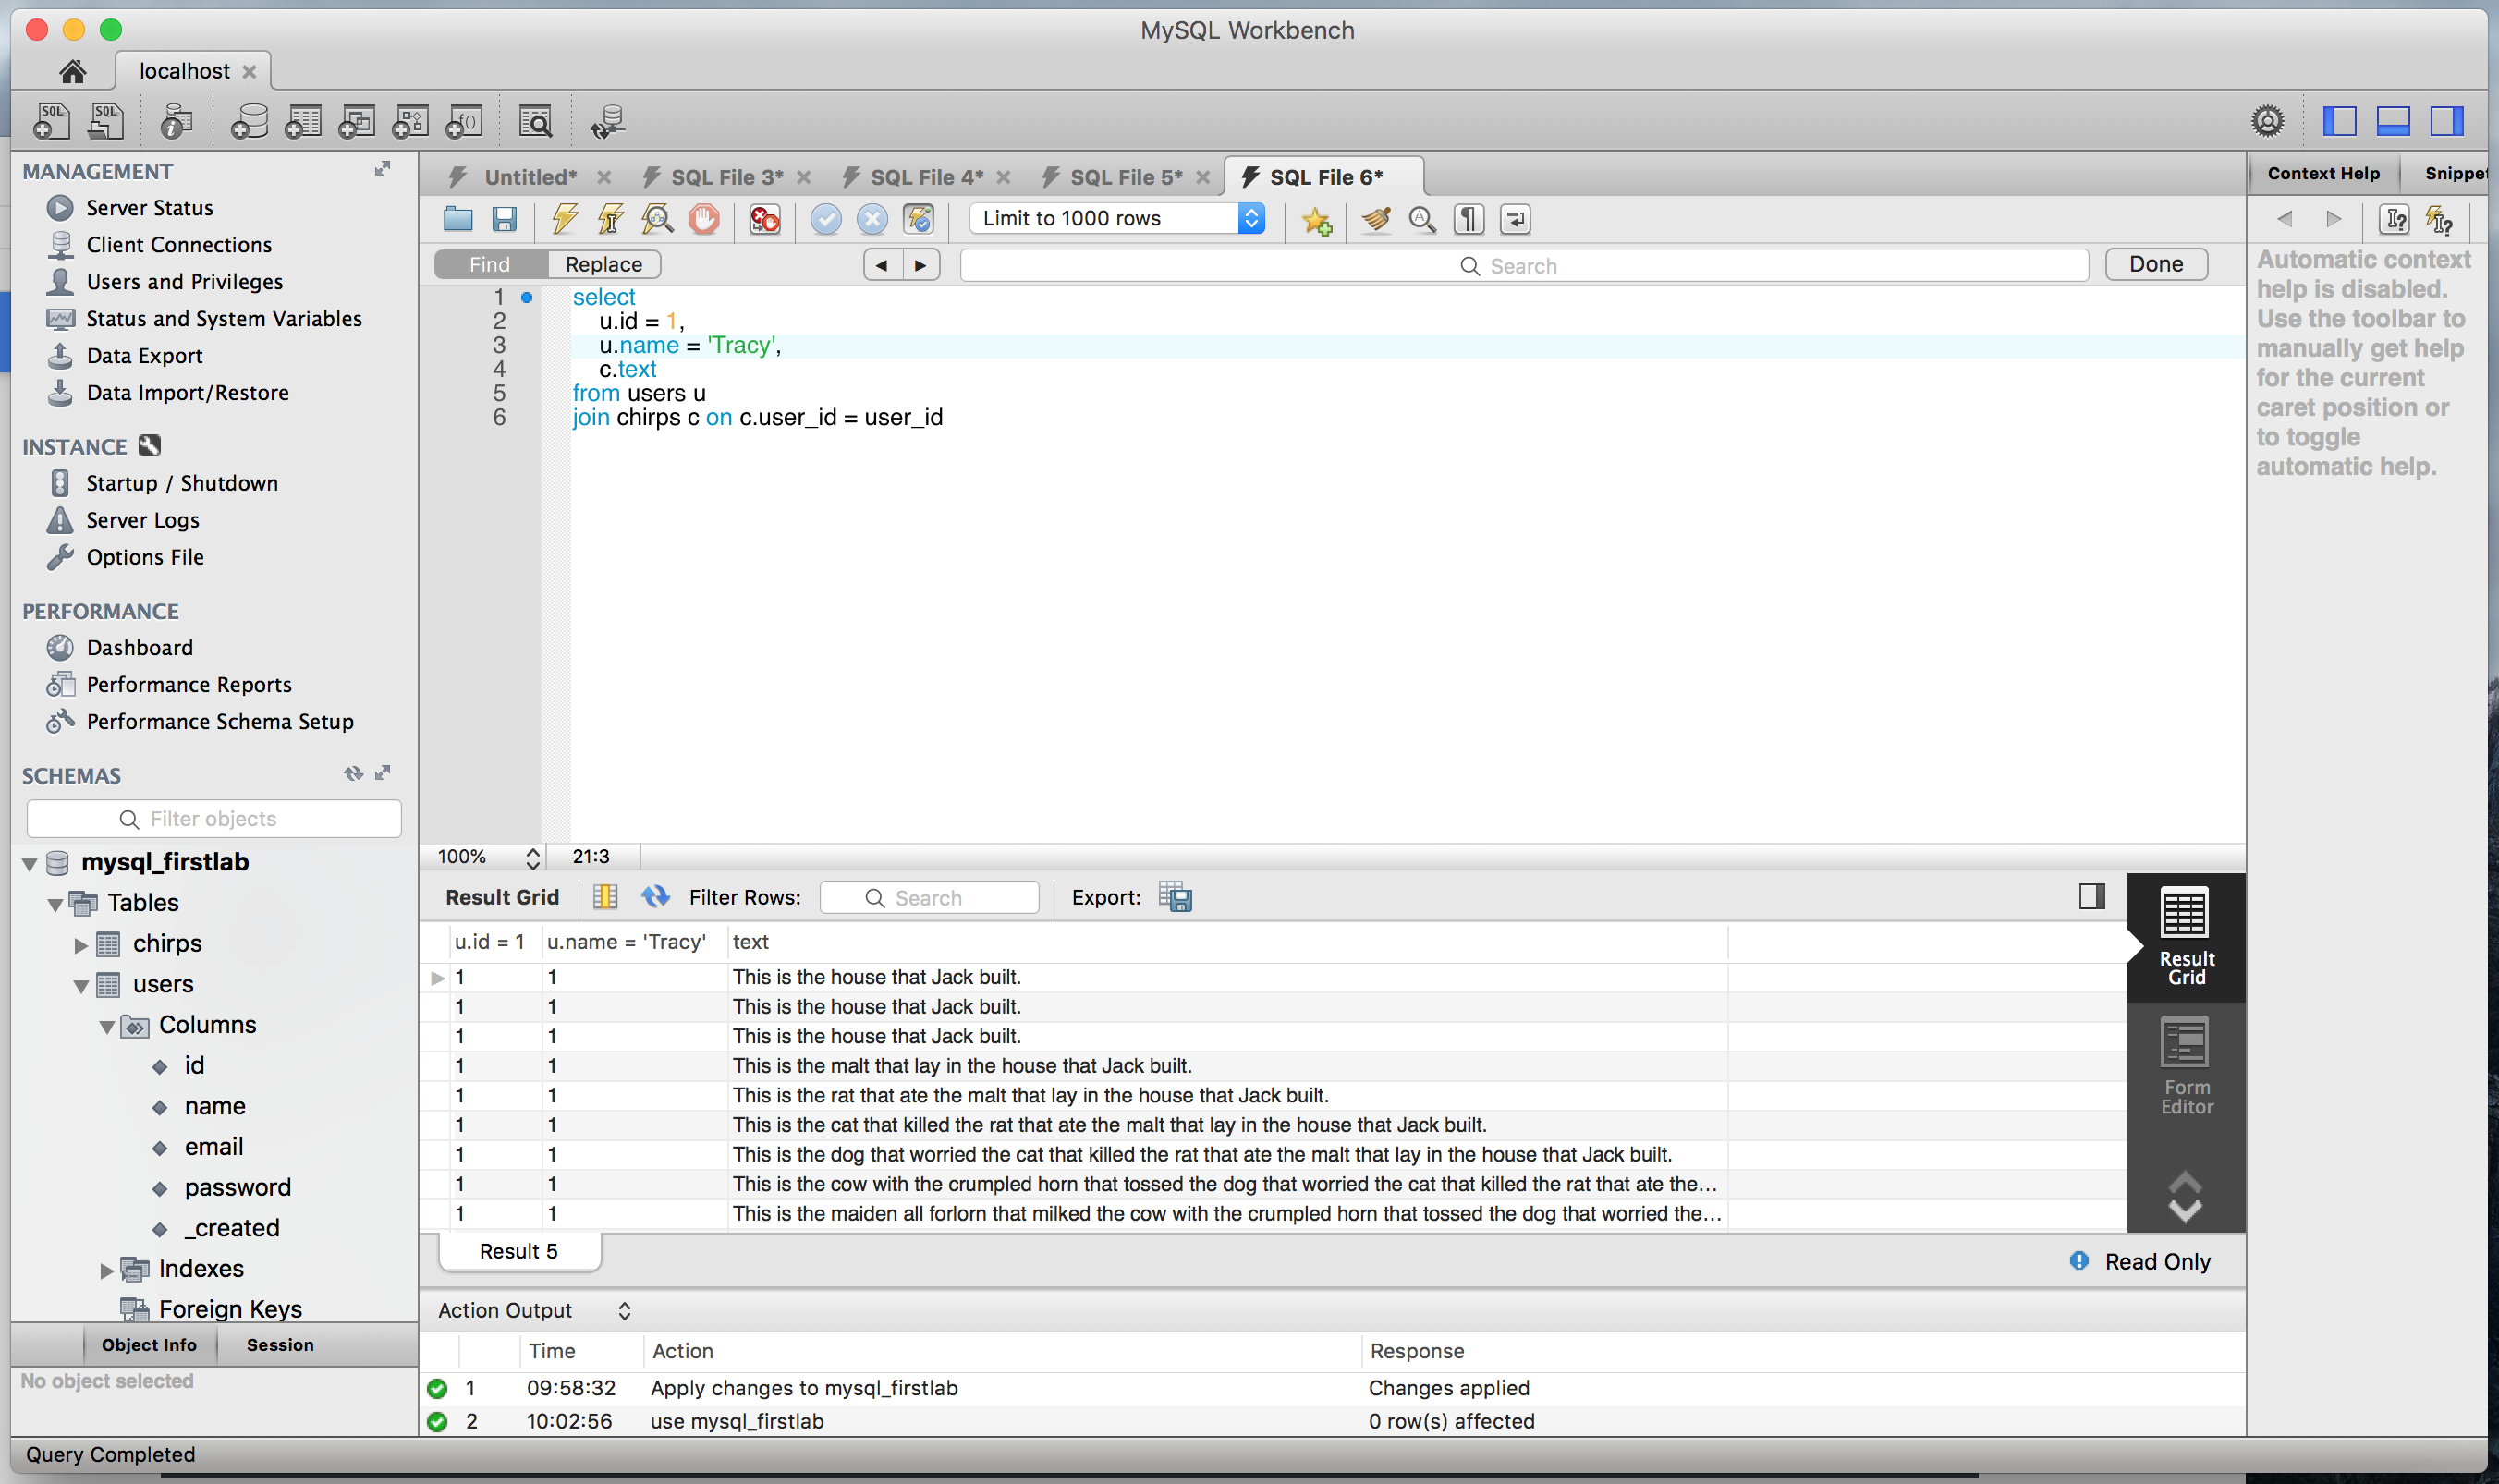 MySQL Workbench
localhost
MANAGEMENT
Server Status
Client Connections
Users and Privileges
Status and System Variables
Data Export
Data Import/Restore
INSTANCE
Startup / Shutdown
Server Logs
Options File
PERFORMANCE
Dashboard
Performance Reports
Performance Schema Setup
SCHEMAS
Filter objects
mysql_firstlab
Tables
chirps
users
Columns
id
name
email
password
_created
Indexes
Foreign Keys
Object Info Session
No object selected
Untitled* SQL File 3* SQL File 4* SQL File 5* SQL File 6*
Limit to 1000 rows
Find Replace Search Done
1 select
2 u.id = 1,
3 u.name = 'Tracy',
4 c.text
5 from users u
6 join chirps c on c.user_id = user_id
100% 21:3
Result Grid Filter Rows: Search Export:
u.id = 1 u.name = 'Tracy' text
1 1 This is the house that Jack built.
1 1 This is the house that Jack built.
1 1 This is the house that Jack built.
1 1 This is the malt that lay in the house that Jack built.
1 1 This is the rat that ate the malt that lay in the house that Jack built.
1 1 This is the cat that killed the rat that ate the malt that lay in the house that Jack built.
1 1 This is the dog that worried the cat that killed the rat that ate the malt that lay in the house that Jack built.
1 1 This is the cow with the crumpled horn that tossed the dog that worried the cat that killed the rat that ate the...
1 1 This is the maiden all forlorn that milked the cow with the crumpled horn that tossed the dog that worried the...
Result
Grid
Form
Editor
Result 5
Read Only
Action Output
Time Action Response
1 09:58:32 Apply changes to mysql_firstlab Changes applied
2 10:02:56 use mysql_firstlab 0 row(s) affected
Context Help Snippet
Automatic context
help is disabled.
Use the toolbar to
manually get help
for the current
caret position or
to toggle
automatic help.
Query Completed